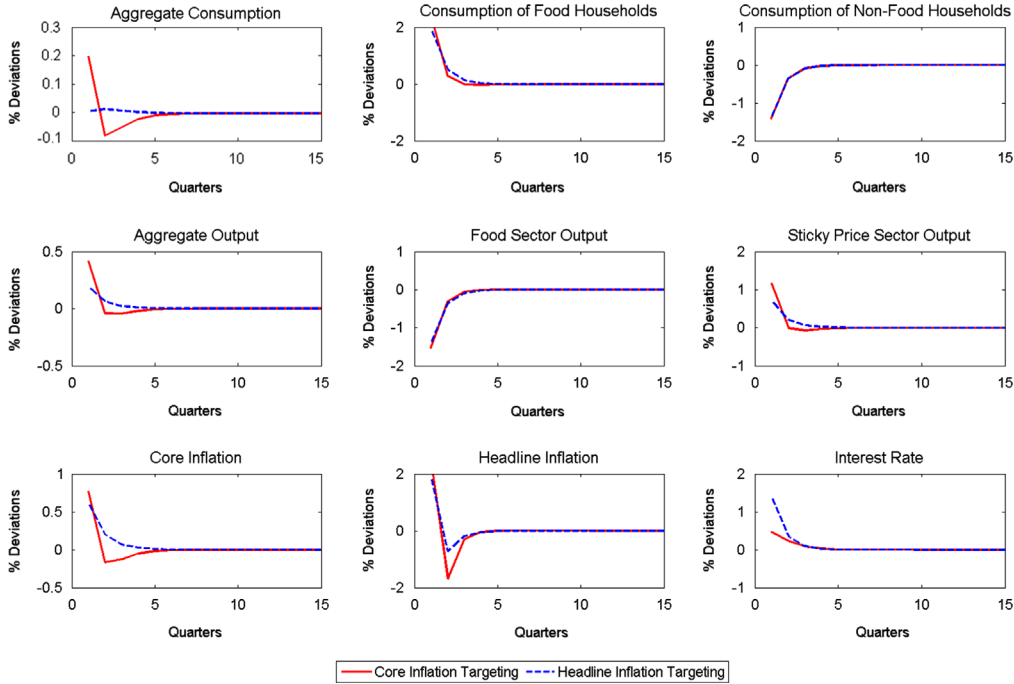 Aggregate Consumption
% Deviations
0.3
0.2
0.1
0
-0.1
0 5 10 15
Quarters
Consumption of Food Households
% Deviations
2
0
-2
0 5 10 15
Quarters
Consumption of Non-Food Households
% Deviations
1
0
-1
-2
0 5 10 15
Quarters
Aggregate Output
% Deviations
0.5
0
-0.5
0 5 10 15
Quarters
Food Sector Output
% Deviations
1
0
-1
-2
0 5 10 15
Quarters
Sticky Price Sector Output
% Deviations
2
1
0
-1
0 5 10 15
Quarters
Core Inflation
% Deviations
1
0.5
0
-0.5
0 5 10 15
Quarters
Headline Inflation
% Deviations
2
0
-2
0 5 10 15
Quarters
Interest Rate
% Deviations
2
1
0
-1
0 5 10 15
Quarters
Core Inflation Targeting
Headline Inflation Targeting